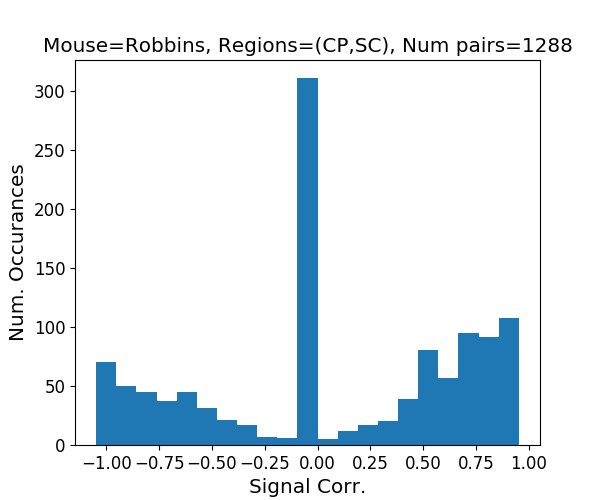 Mouse=Robbins, Regions=(CP,SC), Num pairs=1288
300
250
200
150
100
50
0
Num. Occurances
−1.00 −0.75 −0.50 −0.25 0.00 0.25 0.50 0.75 1.00
Signal Corr.